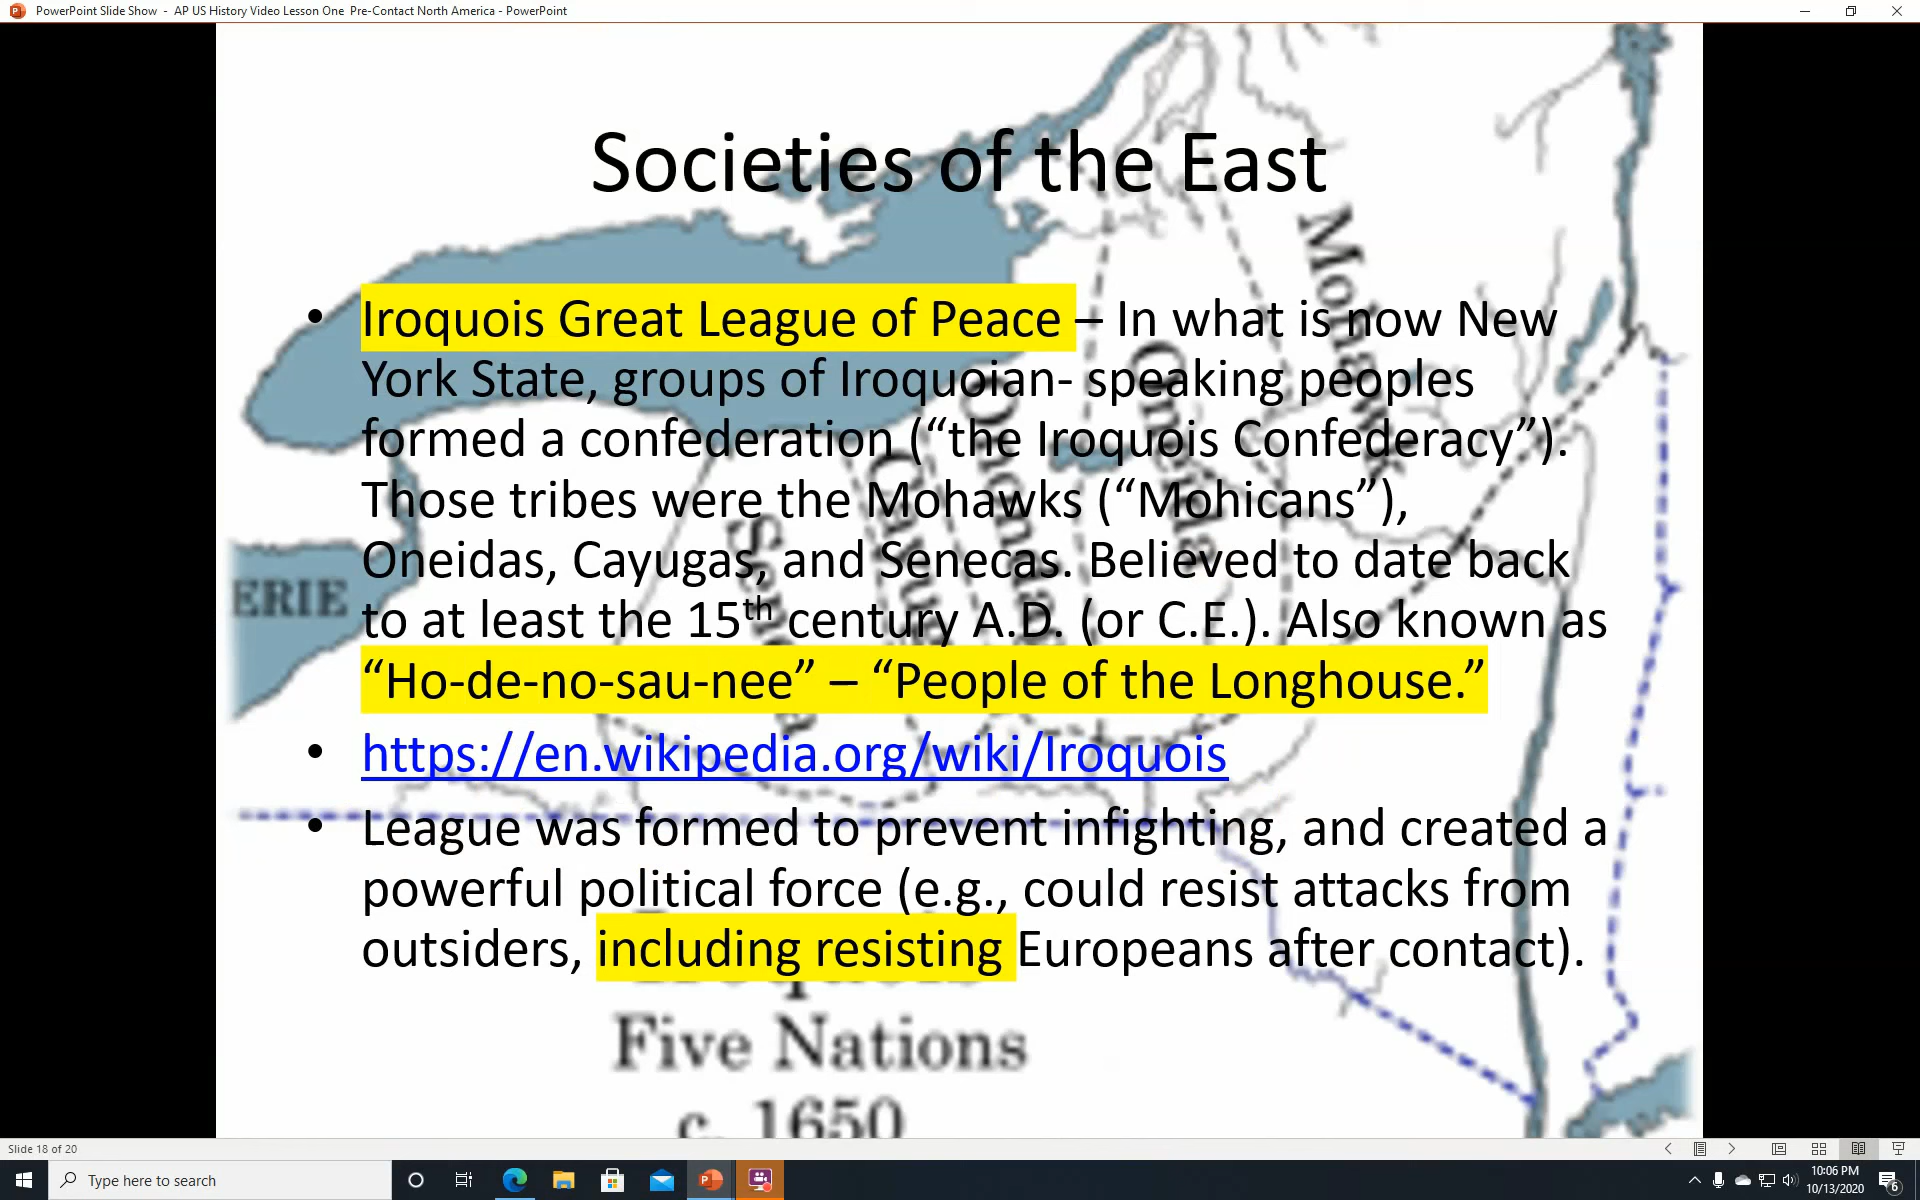 PowerPoint Slide Show - AP US History Video Lesson One Pre-Contact North America - PowerPoint
Societies of the East
Mohawk
• Iroquois Great League of Peace – In what is now New
York State, groups of Iroquoian- speaking peoples
formed a confederation (“the Iroquois Confederacy”).
Those tribes were the Mohawks (“Mohicans”),
Oneidas, Cayugas, and Senecas. Believed to date back
to at least the 15th century A.D. (or C.E.). Also known as
“Ho-de-no-sau-nee” – “People of the Longhouse.”
Oneida
Onondaga
Cayuga
Seneca
ERIE
• https://en.wikipedia.org/wiki/Iroquois
• League was formed to prevent infighting, and created a
powerful political force (e.g., could resist attacks from
outsiders, including resisting Europeans after contact).
Five Nations
c. 1650
Slide 18 of 20
Type here to search
10:06 PM
10/13/2020
6